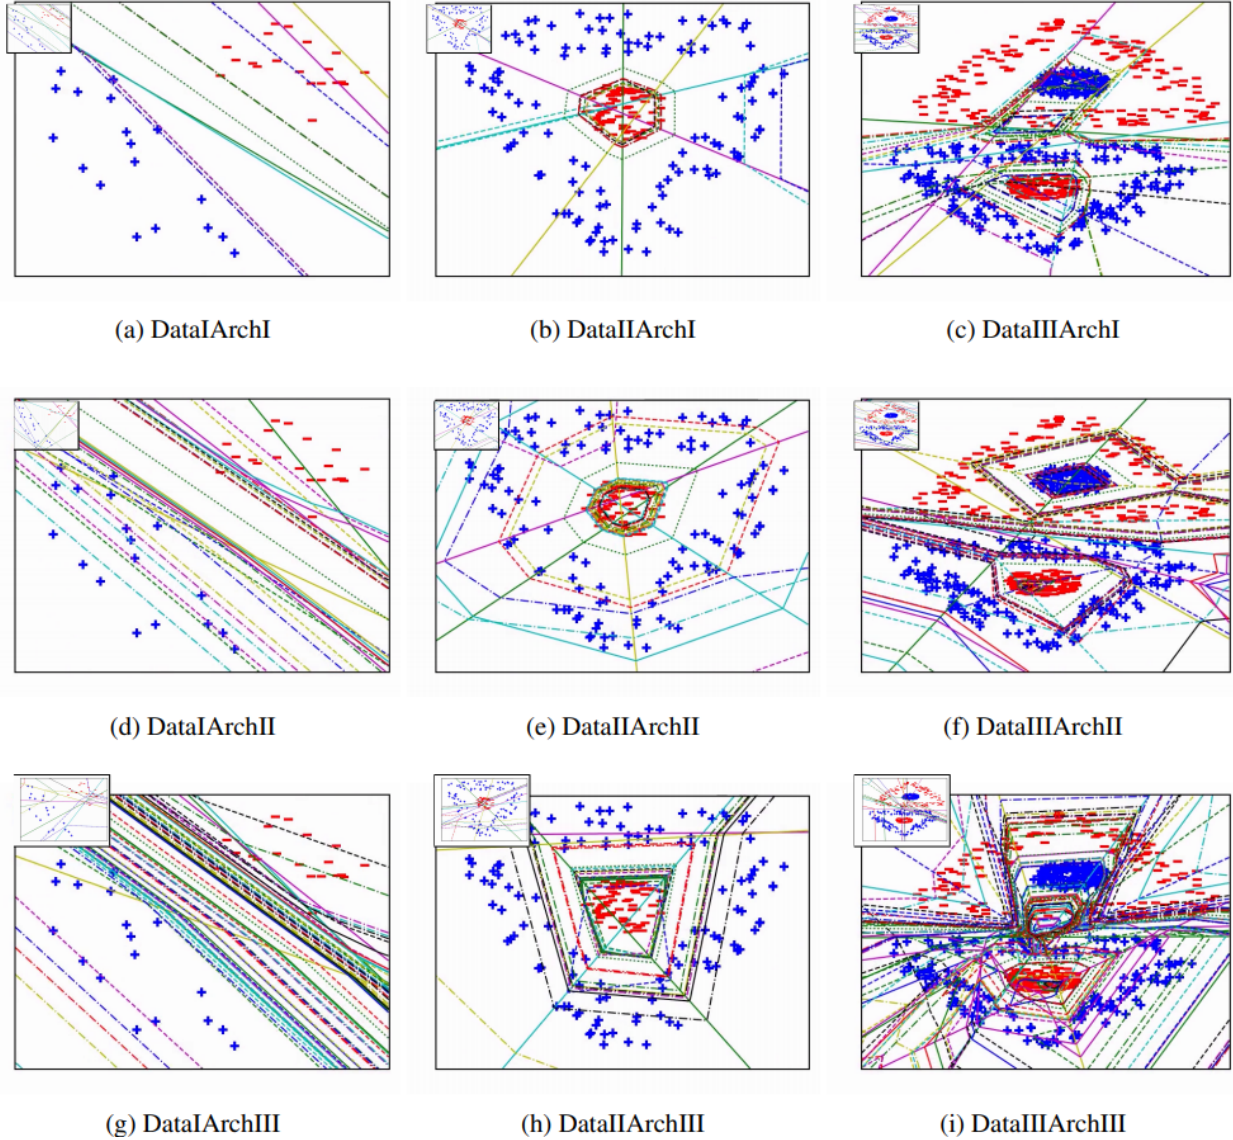 (a) DataIArchI
(b) DataIIArchI
(c) DataIIIArchI
(d) DataIArchII
(e) DataIIArchII
(f) DataIIIArchII
(g) DataIArchIII
(h) DataIIArchIII
(i) DataIIIArchIII